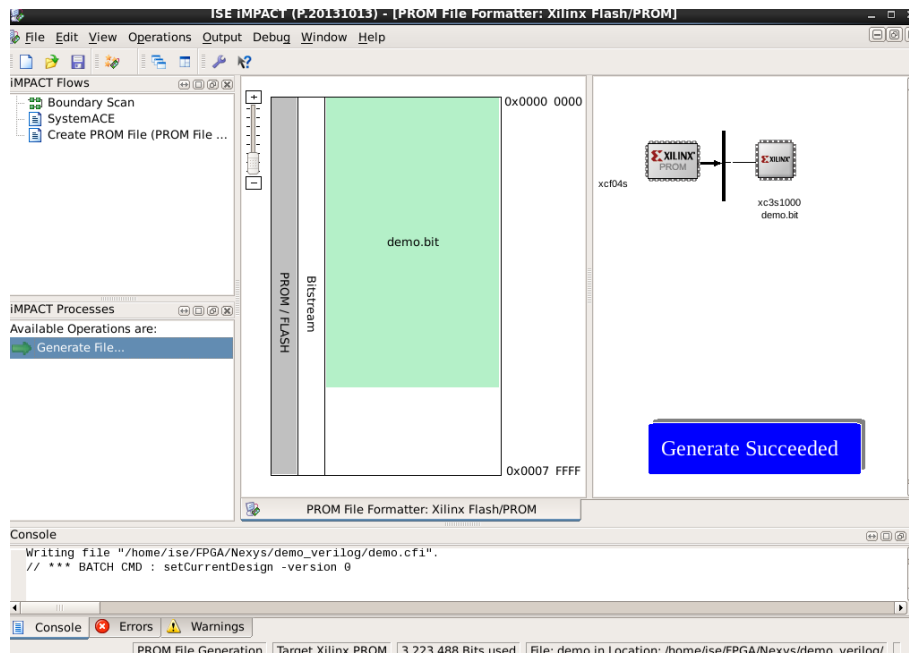 ISE iMPACT (P.20131013) - [PROM File Formatter: Xilinx Flash/PROM]
File Edit View Operations Output Debug Window Help
iMPACT Flows
Boundary Scan
SystemACE
Create PROM File (PROM File ...
iMPACT Processes
Available Operations are:
Generate File...
PROM / FLASH
Bitstream
demo.bit
0x0000 0000
0x0007 FFFF
PROM File Formatter: Xilinx Flash/PROM
XILINX
PROM
xcf04s
XILINX
xc3s1000
demo.bit
Generate Succeeded
Console
Writing file "/home/ise/FPGA/Nexys/demo_verilog/demo.cfi".
// *** BATCH CMD : setCurrentDesign -version 0
Console Errors Warnings
PROM File Generation Target Xilinx PROM 3,223,488 Bits used File: demo in Location: /home/ise/FPGA/Nexys/demo_verilog/